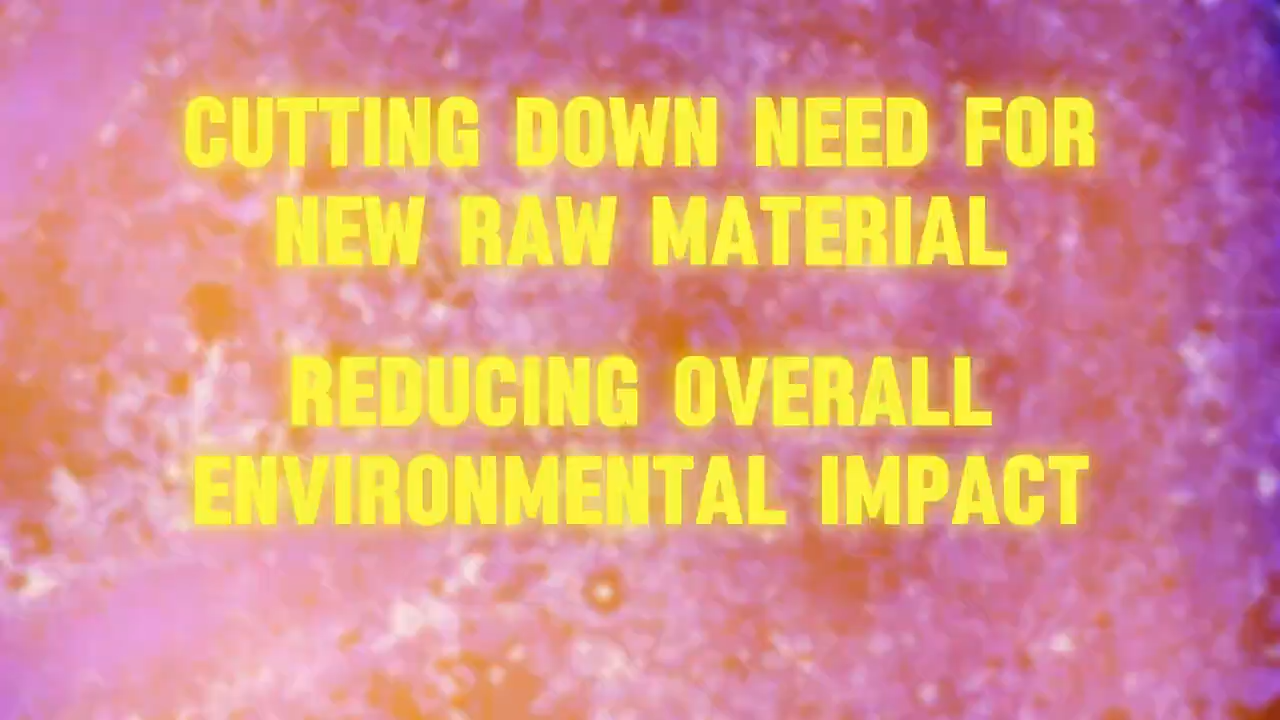 CUTTING DOWN NEED FOR
NEW RAW MATERIAL
REDUCING OVERALL
ENVIRONMENTAL IMPACT